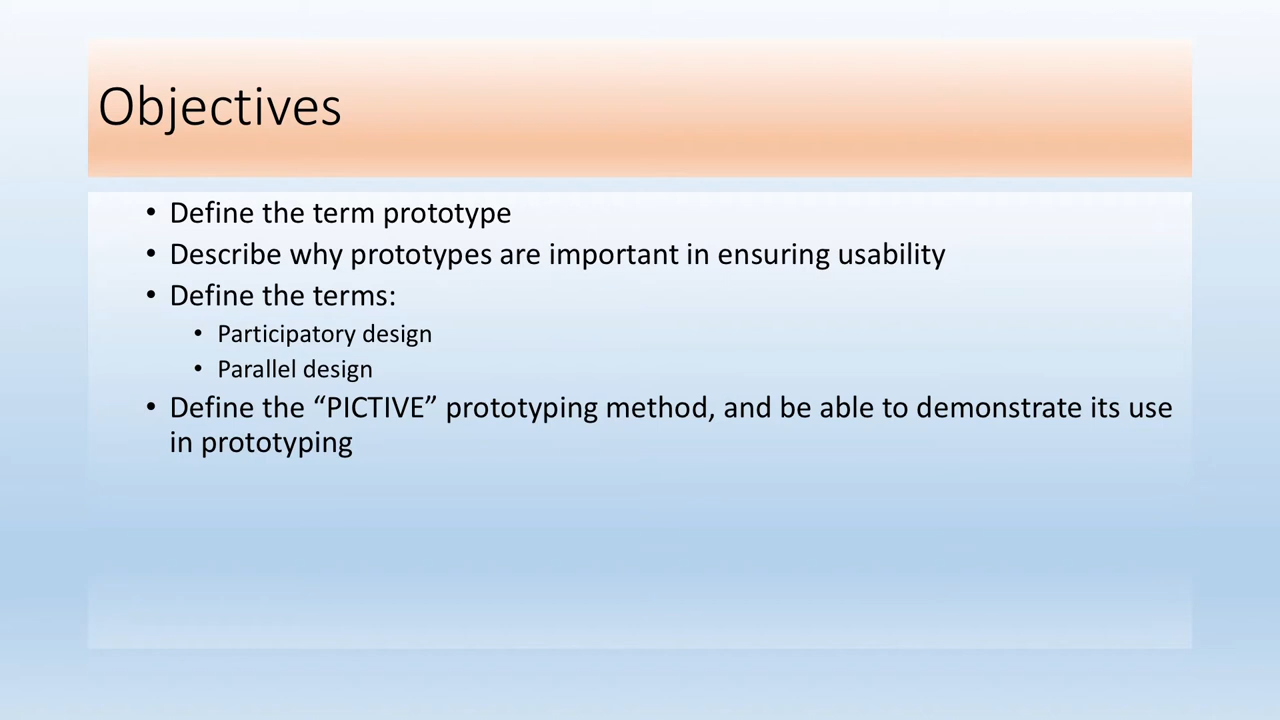 Objectives
• Define the term prototype
• Describe why prototypes are important in ensuring usability
• Define the terms:
• Participatory design
• Parallel design
• Define the “PICTIVE” prototyping method, and be able to demonstrate its use
in prototyping